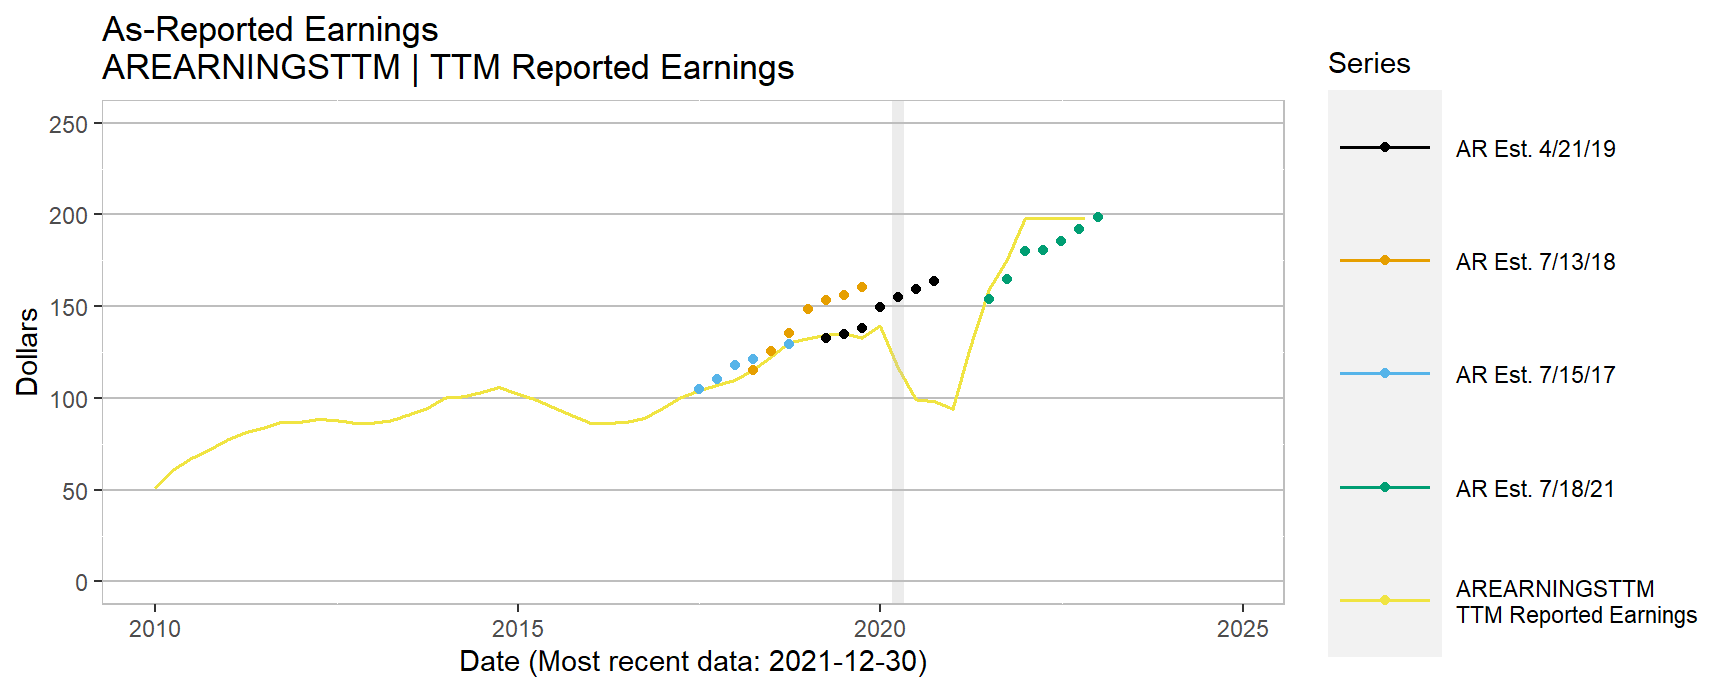 As-Reported Earnings
AREARNINGSTTM | TTM Reported Earnings
Series
250
200
150
100
50
0
Dollars
2010
2015
2020
2025
Date (Most recent data: 2021-12-30)
AR Est. 4/21/19
AR Est. 7/13/18
AR Est. 7/15/17
AR Est. 7/18/21
AREARNINGSTTM
TTM Reported Earnings